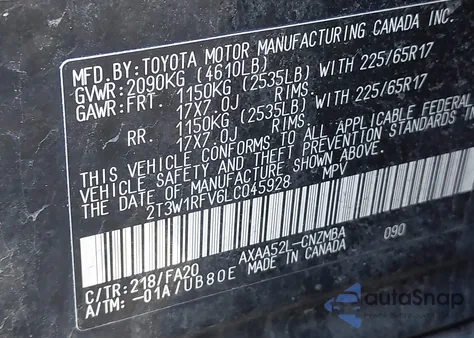 MFD.BY:TOYOTA MOTOR MANUFACTURING CANADA INC.
GVWR:2090KG (4610LB)
GAWR:FRT. 1150KG (2535LB) WITH 225/65R17
17X7.0J RIMS.
RR. 1150KG (2535LB) WITH 225/65R17
17X7.0J RIMS.
THIS VEHICLE CONFORMS TO ALL APPLICABLE FEDERAL
VEHICLE SAFETY AND THEFT PREVENTION STANDARDS IN
THE DATE OF MANUFACTURE SHOWN ABOVE.
2T3W1RFV6LC045928 MPV
C/TR:218/FA20 AXAA52L-CNZMBA 090
A/TM:-01A/UB80E MADE IN CANADA
autoSnap